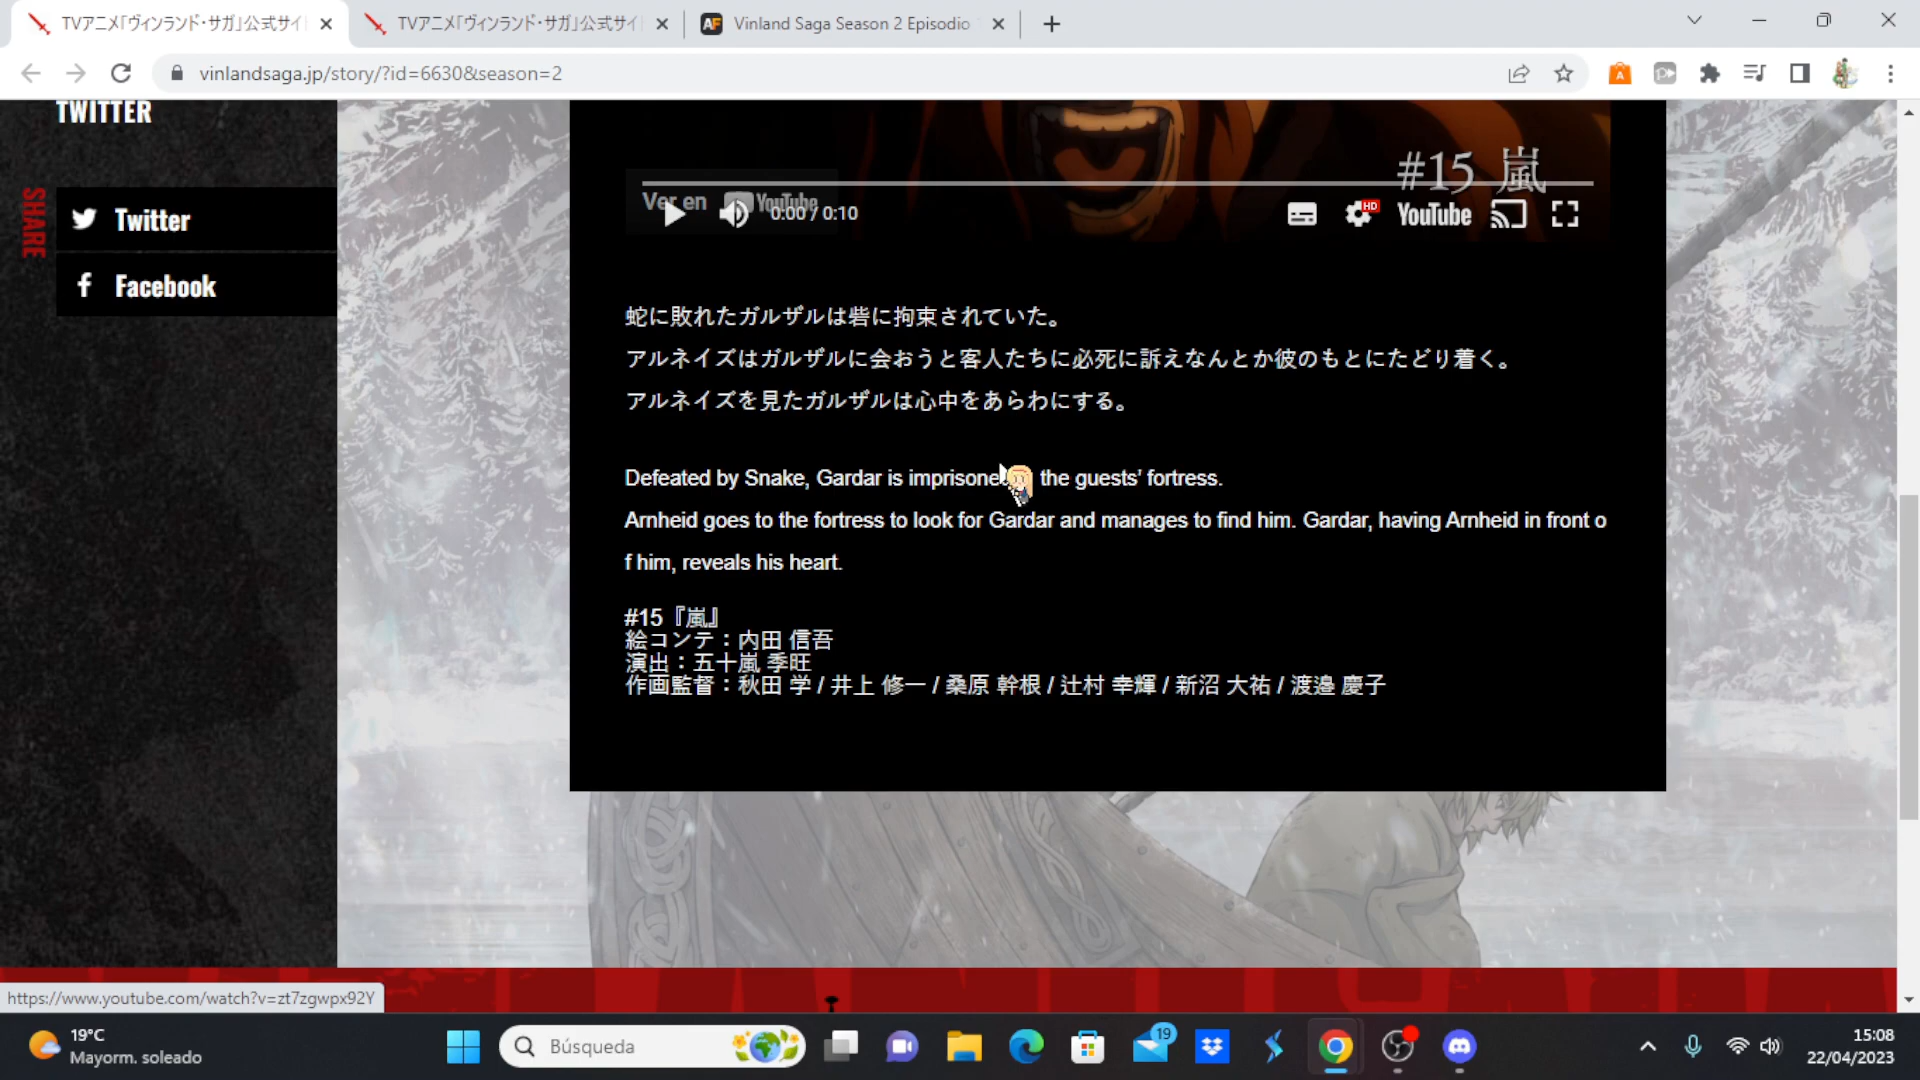 TVアニメ「ヴィンランド・サガ」公式サイ
TVアニメ「ヴィンランド・サガ」公式サイ
AF Vinland Saga Season 2 Episodio
vinlandsaga.jp/story/?id=6630&season=2
TWITTER
SHARE
Twitter
Facebook
#15 嵐
Ver en YouTube
0:00 / 0:10
HD
YouTube
蛇に敗れたガルザルは砦に拘束されていた。
アルネイズはガルザルに会おうと客人たちに必死に訴えなんとか彼のもとにたどり着く。
アルネイズを見たガルザルは心中をあらわにする。
Defeated by Snake, Gardar is imprisone the guests' fortress.
Arnheid goes to the fortress to look for Gardar and manages to find him. Gardar, having Arnheid in front o
f him, reveals his heart.
#15『嵐』
絵コンテ：内田 信吾
演出：五十嵐 季旺
作画監督：秋田 学 / 井上 修一 / 桑原 幹根 / 辻村 幸輝 / 新沼 大祐 / 渡邉 慶子
https://www.youtube.com/watch?v=zt7zgwpx92Y
19°C
Mayorm. soleado
Búsqueda
19
15:08
22/04/2023